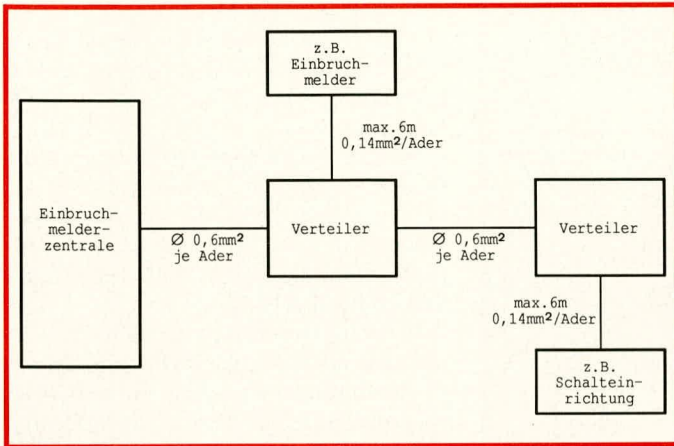 z.B.
Einbruch-
melder
max.6m
0,14mm²/Ader
Einbruch-
melder-
zentrale
Ø 0,6mm²
je Ader
Verteiler
Ø 0,6mm²
je Ader
Verteiler
max.6m
0,14mm²/Ader
z.B.
Schaltein-
richtung